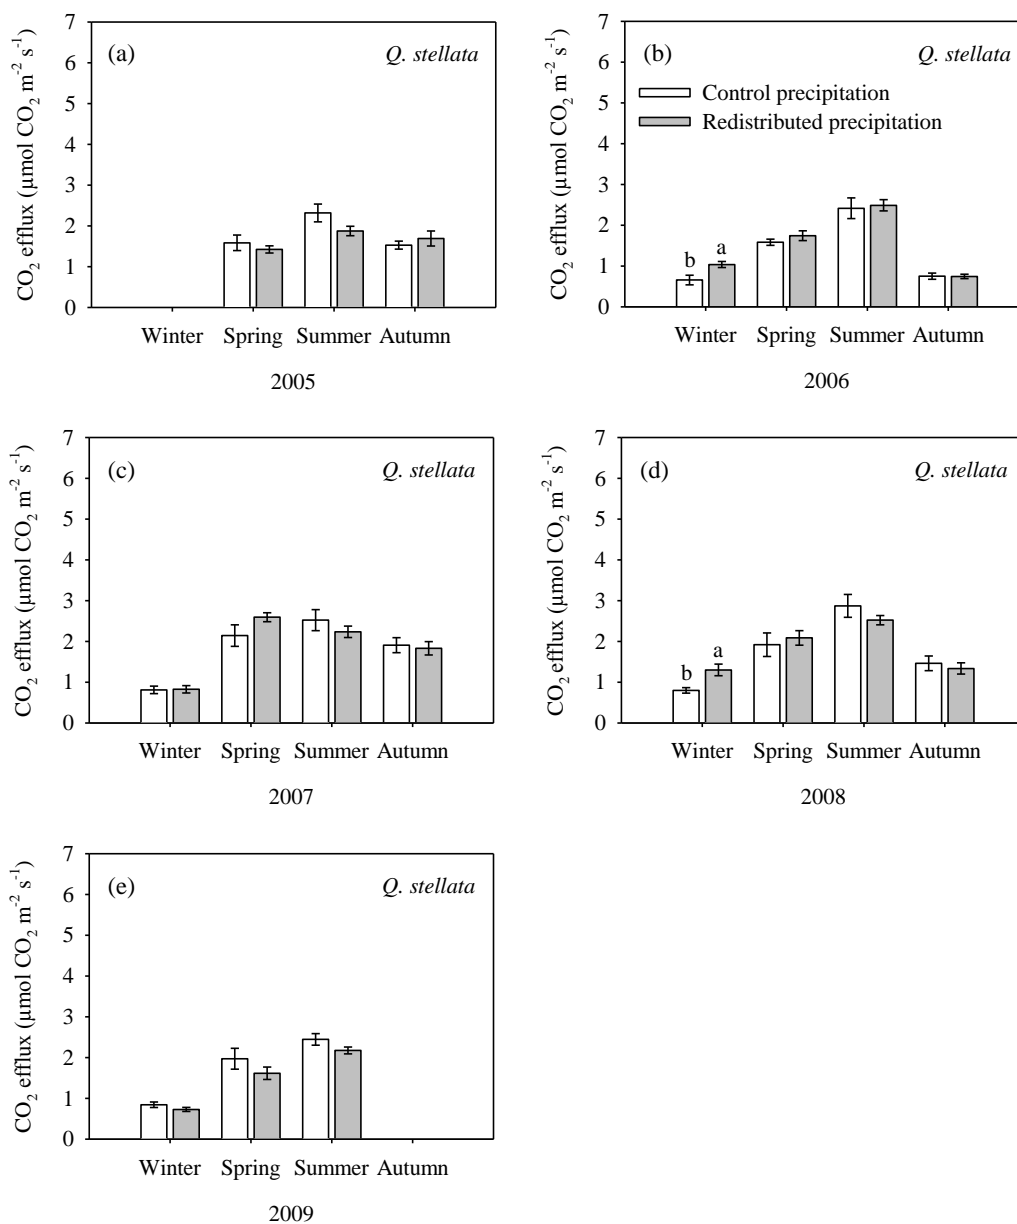 (a) Q. stellata
CO₂ efflux (μmol CO₂ m⁻² s⁻¹)
7
6
5
4
3
2
1
0
Winter Spring Summer Autumn
2005
(b) Q. stellata
Control precipitation
Redistributed precipitation
CO₂ efflux (μmol CO₂ m⁻² s⁻¹)
7
6
5
4
3
2
1
0
b a
Winter Spring Summer Autumn
2006
(c) Q. stellata
CO₂ efflux (μmol CO₂ m⁻² s⁻¹)
7
6
5
4
3
2
1
0
Winter Spring Summer Autumn
2007
(d) Q. stellata
CO₂ efflux (μmol CO₂ m⁻² s⁻¹)
7
6
5
4
3
2
1
0
b a
Winter Spring Summer Autumn
2008
(e) Q. stellata
CO₂ efflux (μmol CO₂ m⁻² s⁻¹)
7
6
5
4
3
2
1
0
Winter Spring Summer Autumn
2009